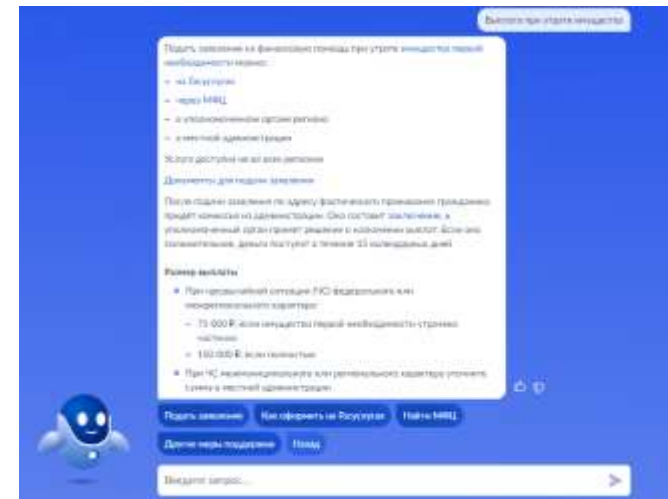 Выплата при утрате имущества
Подать заявление на финансовую помощь при утрате имущества первой
необходимости можно:
– на Госуслугах
– через МФЦ
– в уполномоченном органе региона
– в местной администрации
Услуга доступна не во всех регионах
Документы для подачи заявления
После подачи заявления по адресу фактического проживания гражданина
придёт комиссия из администрации. Она составит заключение, а
уполномоченный орган примет решение о назначении выплат. Если оно
положительное, деньги поступят в течение 15 календарных дней
Размер выплаты
• При чрезвычайной ситуации (ЧС) федерального или
межрегионального характера:
– 75 000 ₽, если имущество первой необходимости утрачено
частично
– 150 000 ₽, если полностью
• При ЧС межмуниципального или регионального характера уточните
сумму в местной администрации
Подать заявление Как оформить на Госуслугах Найти МФЦ
Другие меры поддержки Назад
Введите запрос...